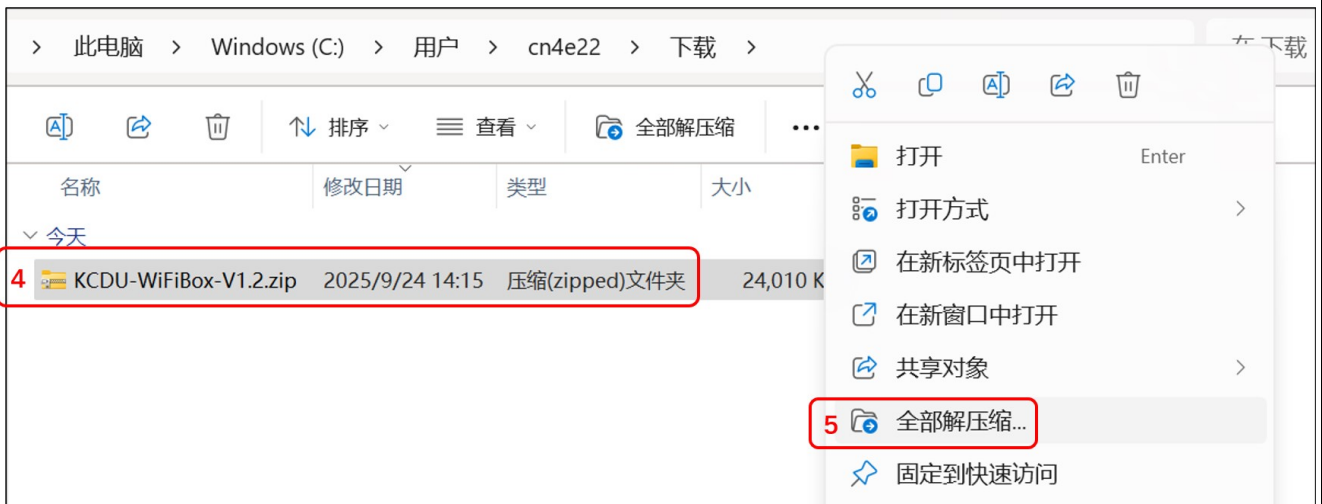 此电脑 > Windows (C:) > 用户 > cn4e22 > 下载 >
在 下载
排序 查看 全部解压缩 •••
名称 修改日期 类型 大小
今天
4 KCDU-WiFiBox-V1.2.zip 2025/9/24 14:15 压缩(zipped)文件夹 24,010 K
打开 Enter
打开方式
在新标签页中打开
在新窗口中打开
共享对象
5 全部解压缩...
固定到快速访问